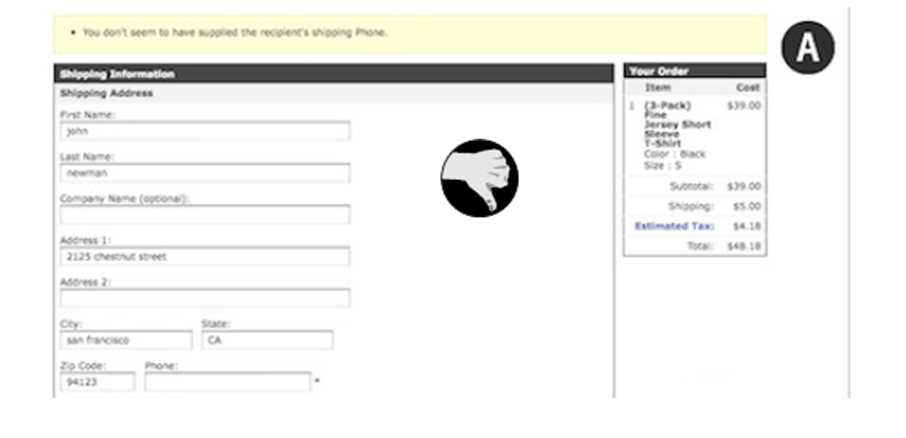 You don't seem to have supplied the recipient's shipping Phone.
A
Shipping Information
Shipping Address
First Name:
john
Last Name:
newman
Company Name (optional):
Address 1:
2125 chestnut street
Address 2:
City: State:
san francisco CA
Zip Code: Phone:
94123 *
Your Order
Item Cost
1 (3-Pack) $39.00
Fine
Jersey Short
Sleeve
T-Shirt
Color : Black
Size : S
Subtotal: $39.00
Shipping: $5.00
Estimated Tax: $4.18
Total: $48.18